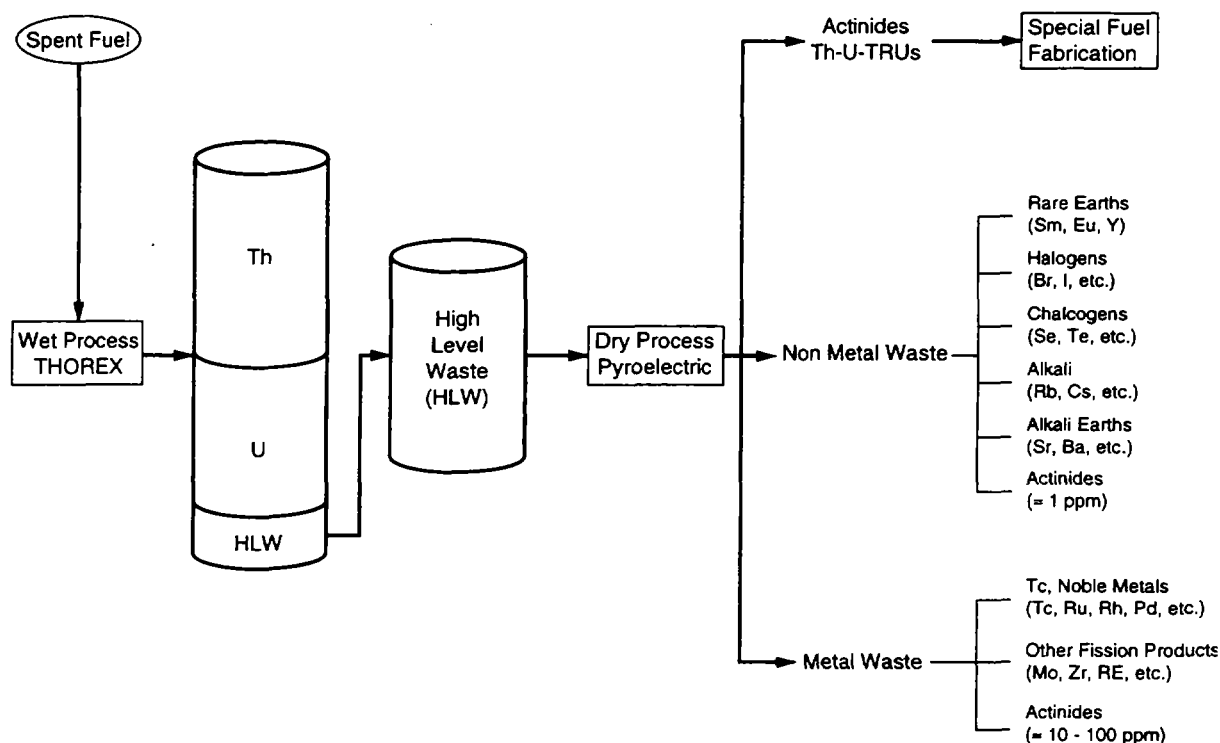 Spent Fuel
Wet Process
THOREX
Th
U
HLW
High
Level
Waste
(HLW)
Dry Process
Pyroelectric
Actinides
Th-U-TRUs
Special Fuel
Fabrication
Non Metal Waste
Rare Earths
(Sm, Eu, Y)
Halogens
(Br, I, etc.)
Chalcogens
(Se, Te, etc.)
Alkali
(Rb, Cs, etc.)
Alkali Earths
(Sr, Ba, etc.)
Actinides
(≈ 1 ppm)
Metal Waste
Tc, Noble Metals
(Tc, Ru, Rh, Pd, etc.)
Other Fission Products
(Mo, Zr, RE, etc.)
Actinides
(≈ 10 - 100 ppm)